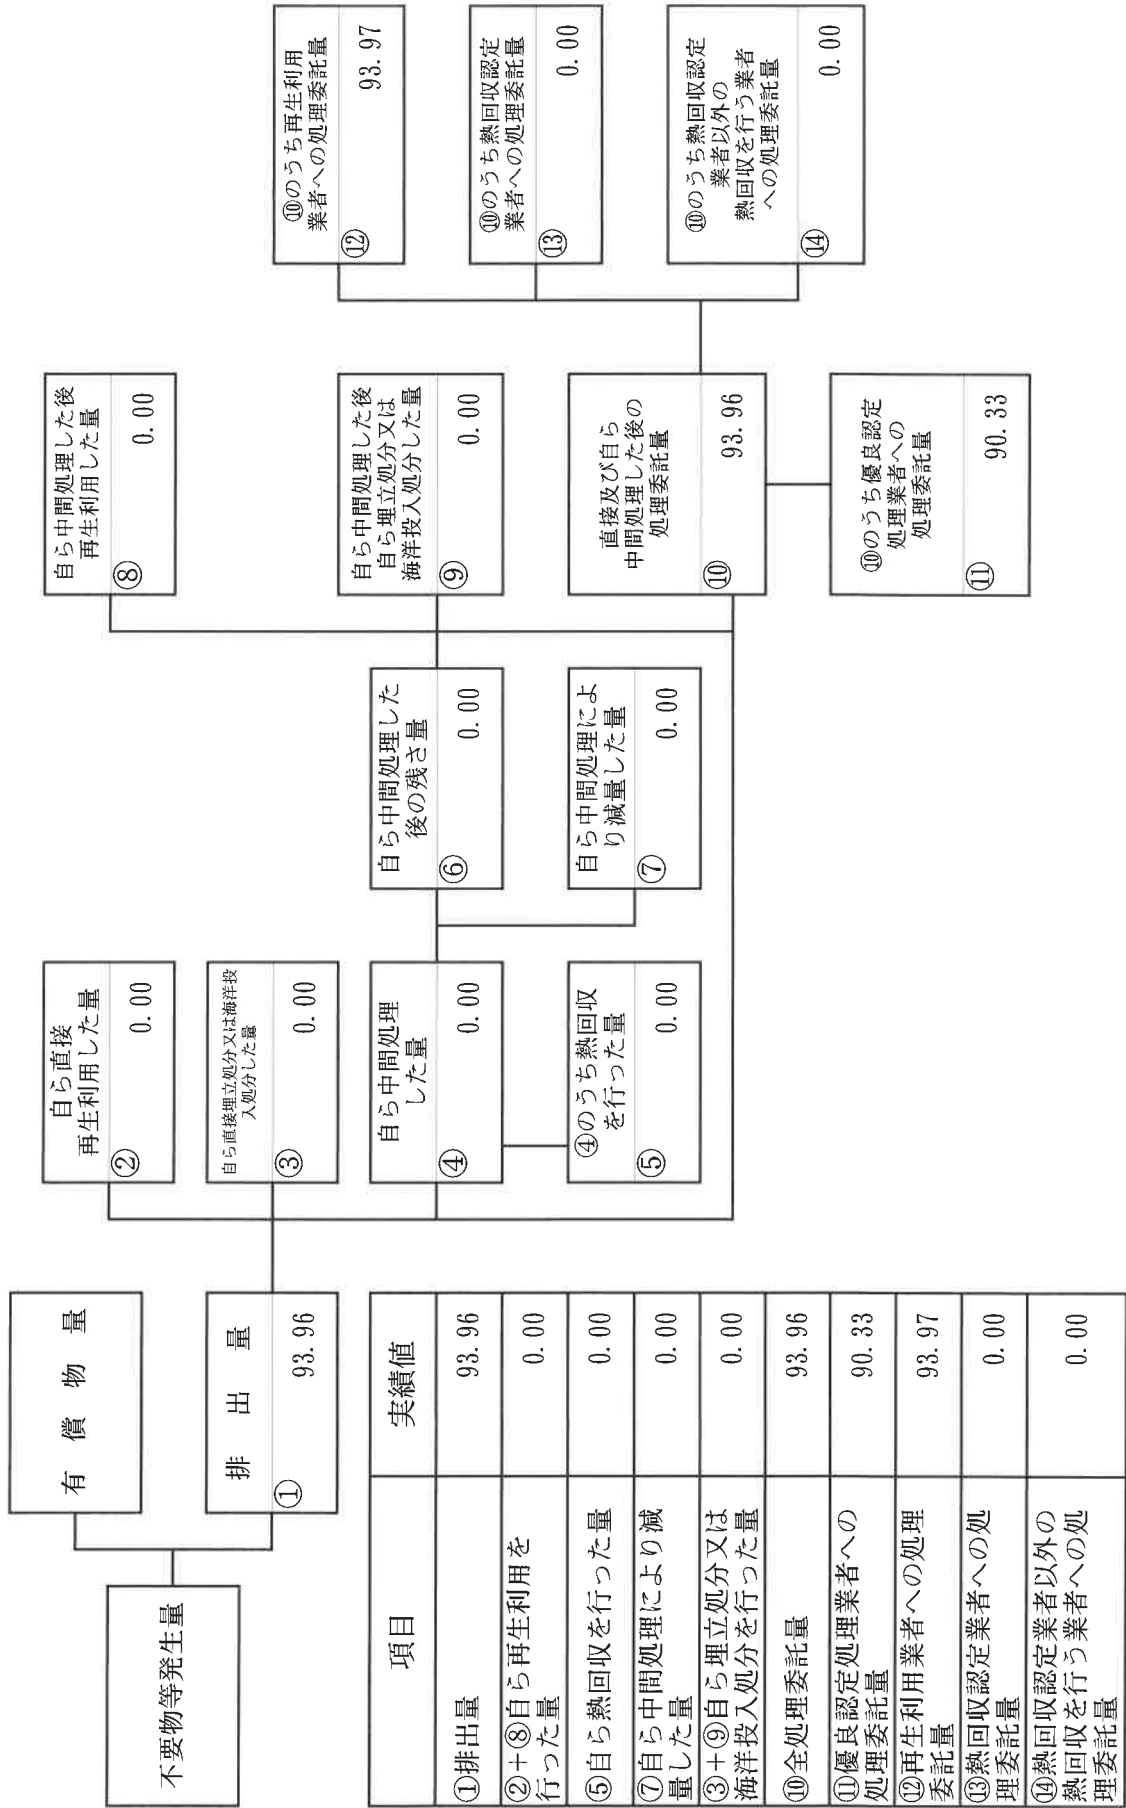 不要物等発生量
有償物量
排出量
①
93.96
自ら直接
再生利用した量
②
0.00
自ら直接埋立処分又は海洋投
入処分した量
③
0.00
自ら中間処理
した量
④
0.00
④のうち熱回収
を行った量
⑤
0.00
自ら中間処理した
後の残さ量
⑥
0.00
自ら中間処理によ
り減量した量
⑦
0.00
自ら中間処理した後
再生利用した量
⑧
0.00
自ら中間処理した後
自ら埋立処分又は
海洋投入処分した量
⑨
0.00
直接及び自ら
中間処理した後の
処理委託量
⑩
93.96
⑩のうち優良認定
処理業者への
処理委託量
⑪
90.33
⑩のうち再生利用
業者への処理委託量
⑫
93.97
⑩のうち熱回収認定
業者への処理委託量
⑬
0.00
⑩のうち熱回収認定
業者以外の
熱回収を行う業者
への処理委託量
⑭
0.00
項目 実績値
①排出量 93.96
②+⑧自ら再生利用を
行った量 0.00
⑤自ら熱回収を行った量 0.00
⑦自ら中間処理により減
量した量 0.00
③+⑨自ら埋立処分又は
海洋投入処分を行った量 0.00
⑩全処理委託量 93.96
⑪優良認定処理業者への
処理委託量 90.33
⑫再生利用業者への処理
委託量 93.97
⑬熱回収認定業者への処
理委託量 0.00
⑭熱回収認定業者以外の
熱回収を行う業者への処
理委託量 0.00